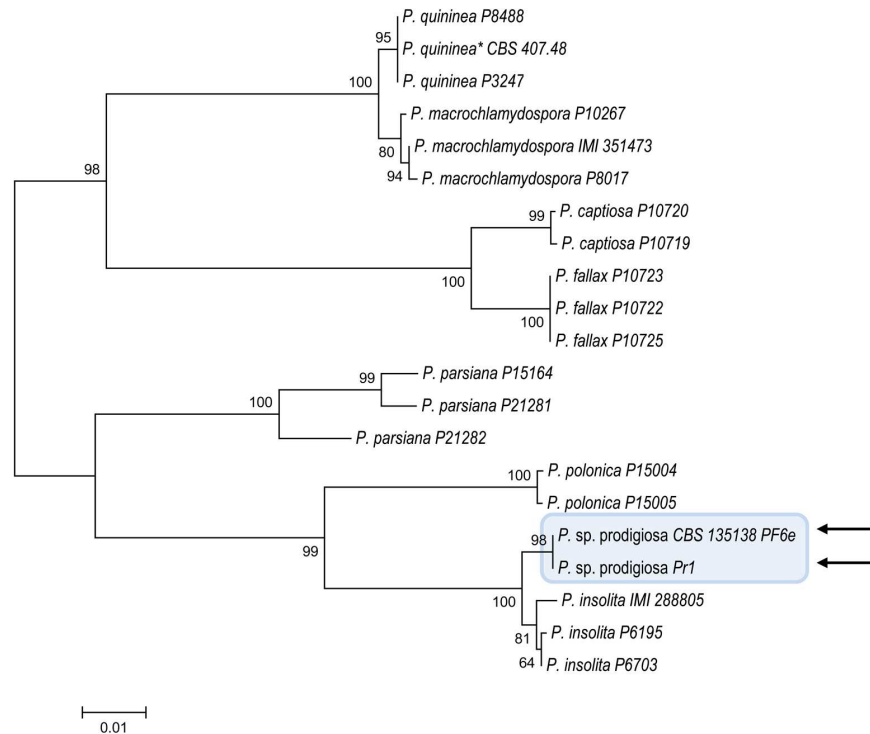 P. quininea P8488
95
P. quininea* CBS 407.48
100
P. quininea P3247
P. macrochlamydospora P10267
80
P. macrochlamydospora IMI 351473
98
94
P. macrochlamydospora P8017
99
P. captiosa P10720
P. captiosa P10719
100
P. fallax P10723
P. fallax P10722
100
P. fallax P10725
99
P. parsiana P15164
100
P. parsiana P21281
P. parsiana P21282
100
P. polonica P15004
P. polonica P15005
98
P. sp. prodigiosa CBS 135138 PF6e
99
P. sp. prodigiosa Pr1
100
P. insolita IMI 288805
81
P. insolita P6195
64
P. insolita P6703
0.01